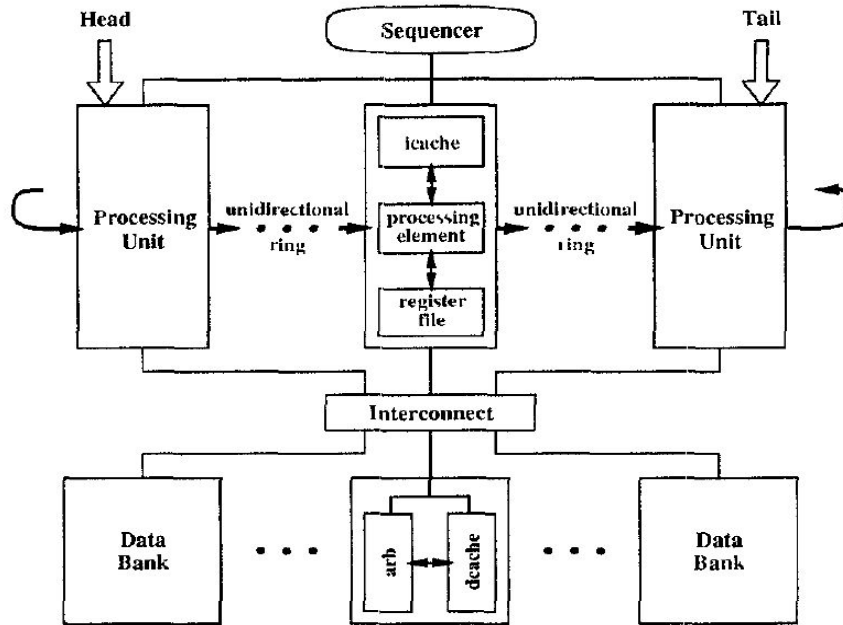 Head
Sequencer
Tail
icache
Processing
Unit
unidirectional
ring
processing
element
unidirectional
ring
Processing
Unit
register
file
Interconnect
Data
Bank
arb
dcache
Data
Bank